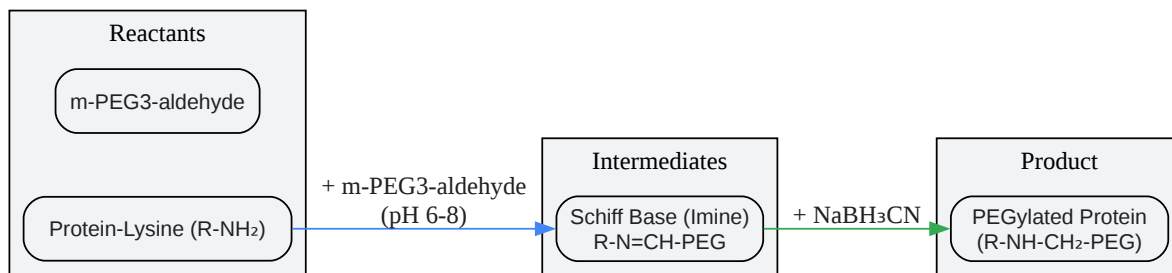 Reactants
m-PEG3-aldehyde
Protein-Lysine (R-NH₂)
+ m-PEG3-aldehyde
(pH 6-8)
Intermediates
Schiff Base (Imine)
R-N=CH-PEG
+ NaBH₃CN
Product
PEGylated Protein
(R-NH-CH₂-PEG)